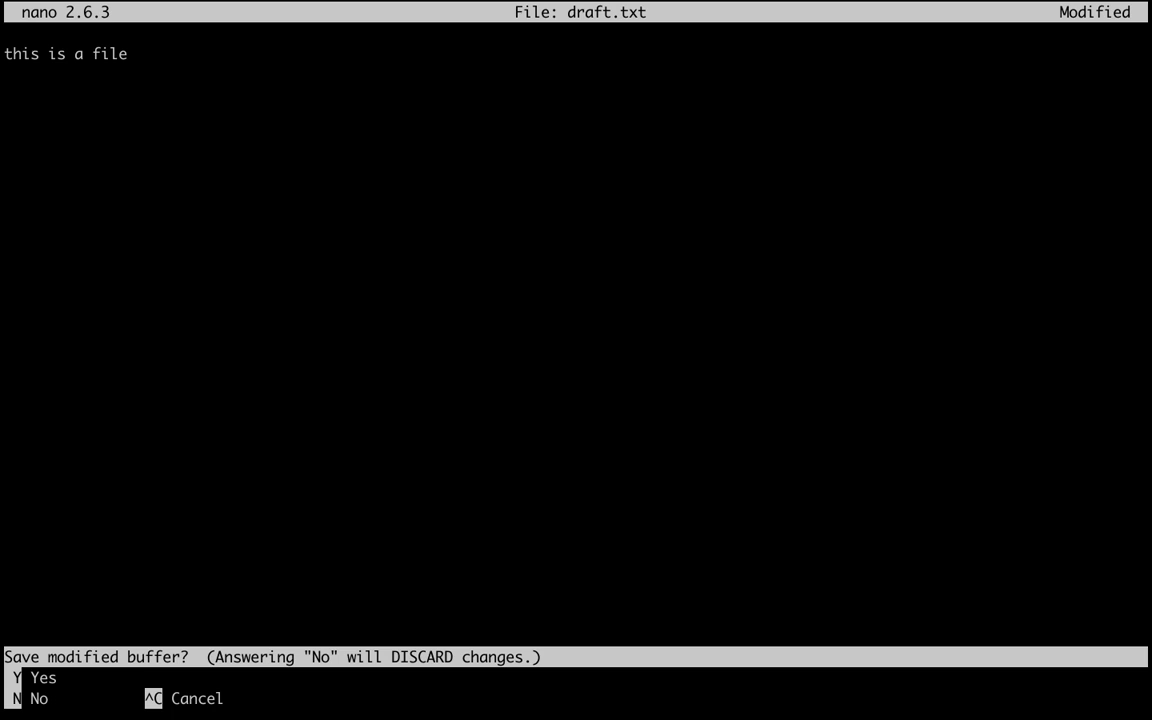 nano 2.6.3 File: draft.txt Modified
this is a file
Save modified buffer?  (Answering "No" will DISCARD changes.)
Y Yes
N No ^C Cancel